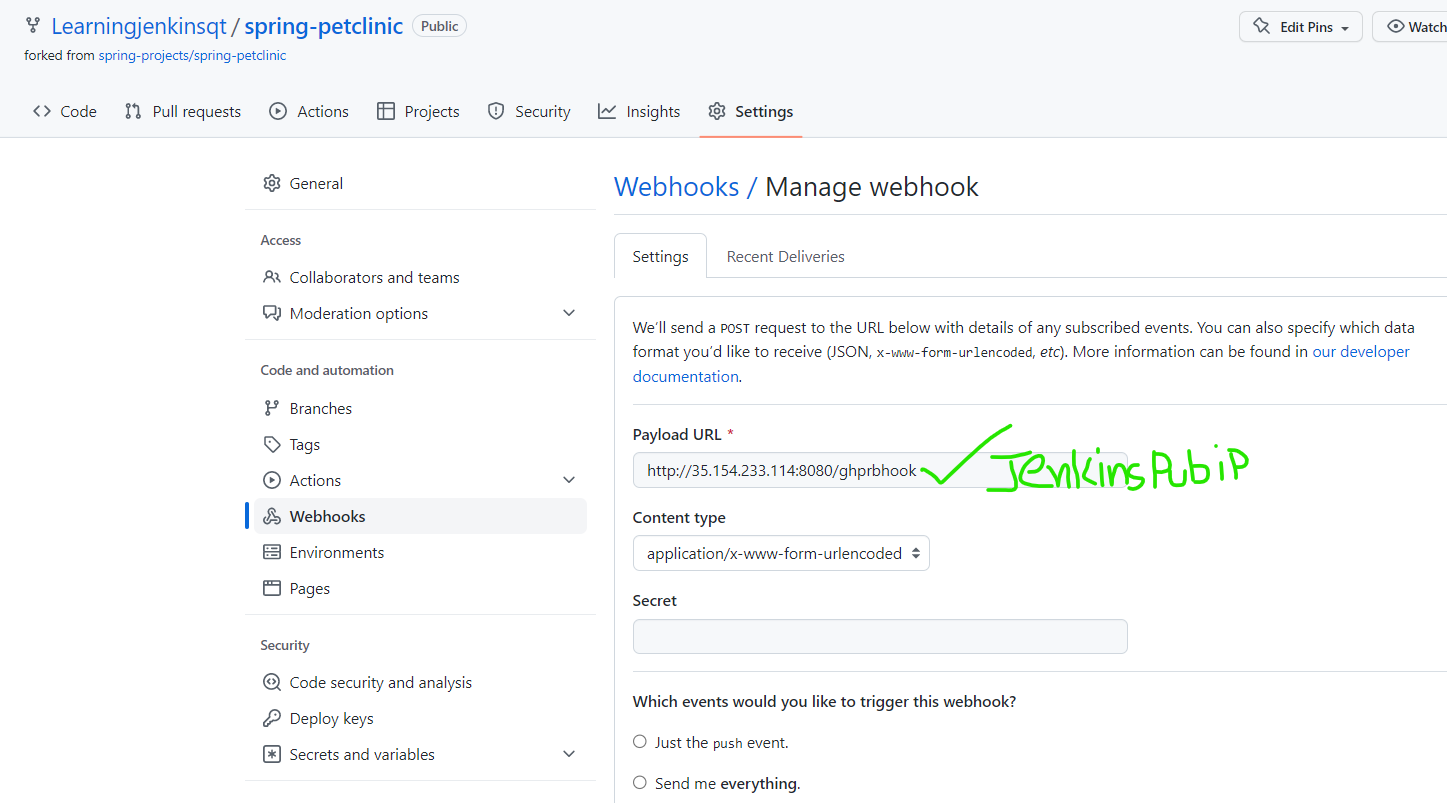 Learningjenkinsqt / spring-petclinic Public
Edit Pins
Watch
forked from spring-projects/spring-petclinic
Code Pull requests Actions Projects Security Insights Settings
General
Access
Collaborators and teams
Moderation options
Code and automation
Branches
Tags
Actions
Webhooks
Environments
Pages
Security
Code security and analysis
Deploy keys
Secrets and variables
Webhooks / Manage webhook
Settings Recent Deliveries
We'll send a POST request to the URL below with details of any subscribed events. You can also specify which data
format you'd like to receive (JSON, x-www-form-urlencoded, etc). More information can be found in our developer
documentation.
Payload URL *
http://35.154.233.114:8080/ghprbhook
JenkinsPubiP
Content type
application/x-www-form-urlencoded
Secret
Which events would you like to trigger this webhook?
Just the push event.
Send me everything.